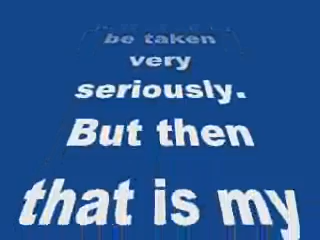 be taken
very
seriously.
But then
that is my